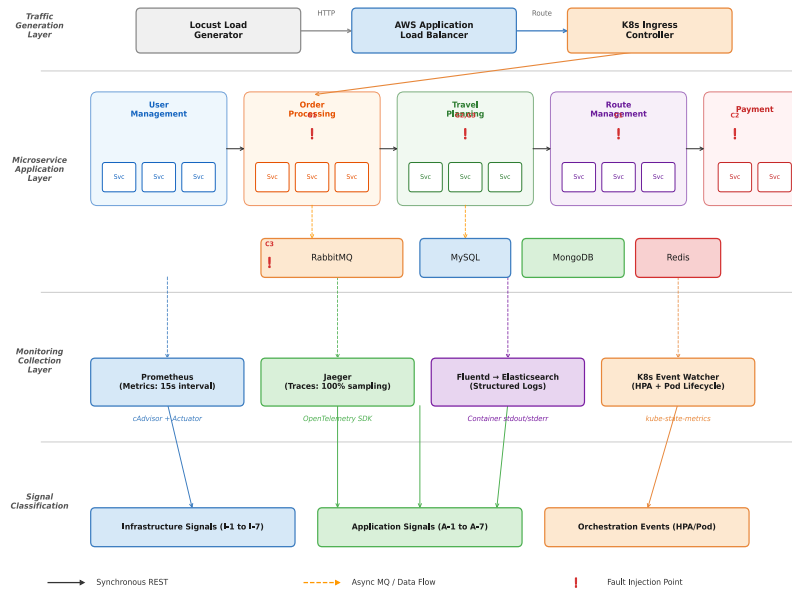 Traffic
Generation
Layer
Locust Load
Generator
HTTP
AWS Application
Load Balancer
Route
K8s Ingress
Controller
Microservice
Application
Layer
User
Management
Svc Svc Svc
Order
Processing
!
Svc Svc Svc
Travel
Planning
!
Svc Svc Svc
Route
Management
!
Svc Svc Svc
Payment
C2
!
Svc Svc
C3
!
RabbitMQ
MySQL
MongoDB
Redis
Monitoring
Collection
Layer
Prometheus
(Metrics: 15s interval)
cAdvisor + Actuator
Jaeger
(Traces: 100% sampling)
OpenTelemetry SDK
Fluentd → Elasticsearch
(Structured Logs)
Container stdout/stderr
K8s Event Watcher
(HPA + Pod Lifecycle)
kube-state-metrics
Signal
Classification
Infrastructure Signals (I-1 to I-7)
Application Signals (A-1 to A-7)
Orchestration Events (HPA/Pod)
Synchronous REST
Async MQ / Data Flow
! Fault Injection Point